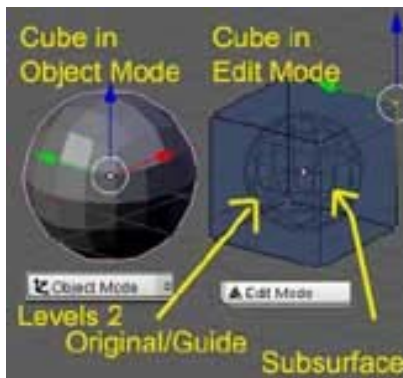 Cube in
Object Mode
Cube in
Edit Mode
Object Mode
Edit Mode
Levels 2
Original/Guide
Subsurface